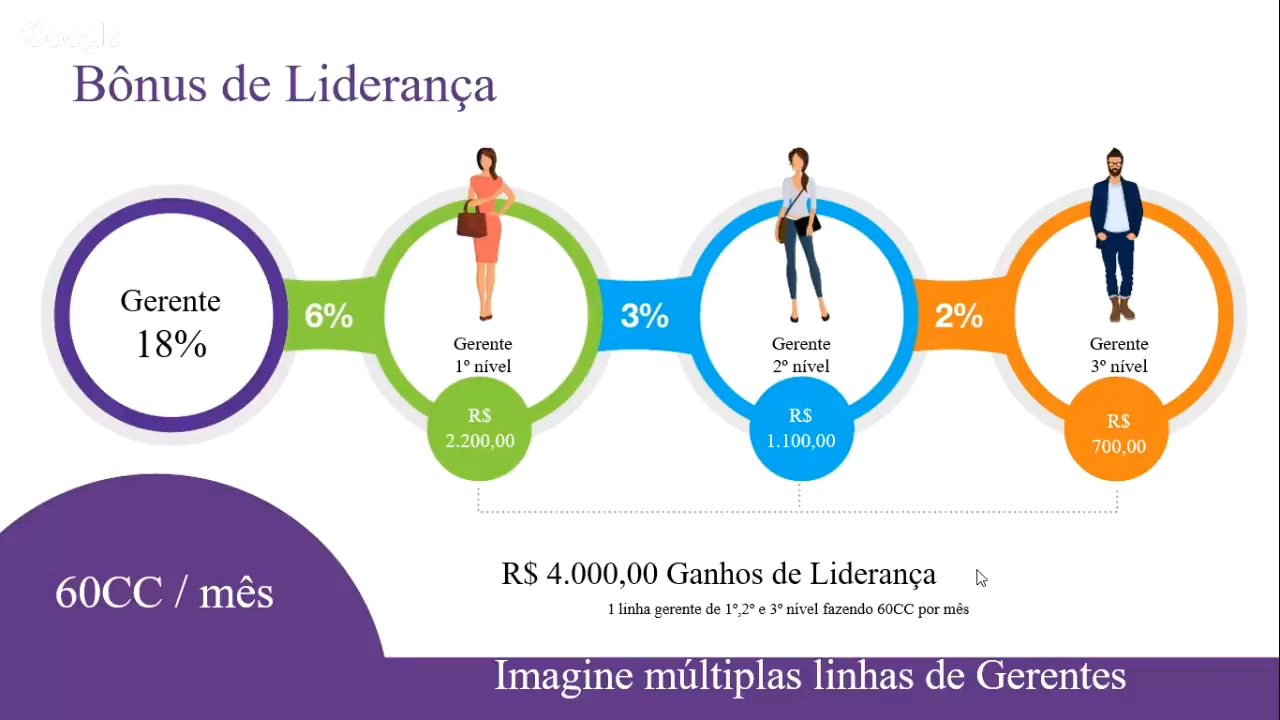 Google
Bônus de Liderança
Gerente
18%
6%
Gerente
1º nível
R$
2.200,00
3%
Gerente
2º nível
R$
1.100,00
2%
Gerente
3º nível
R$
700,00
60CC / mês
R$ 4.000,00 Ganhos de Liderança
1 linha gerente de 1º,2º e 3º nível fazendo 60CC por mês
Imagine múltiplas linhas de Gerentes